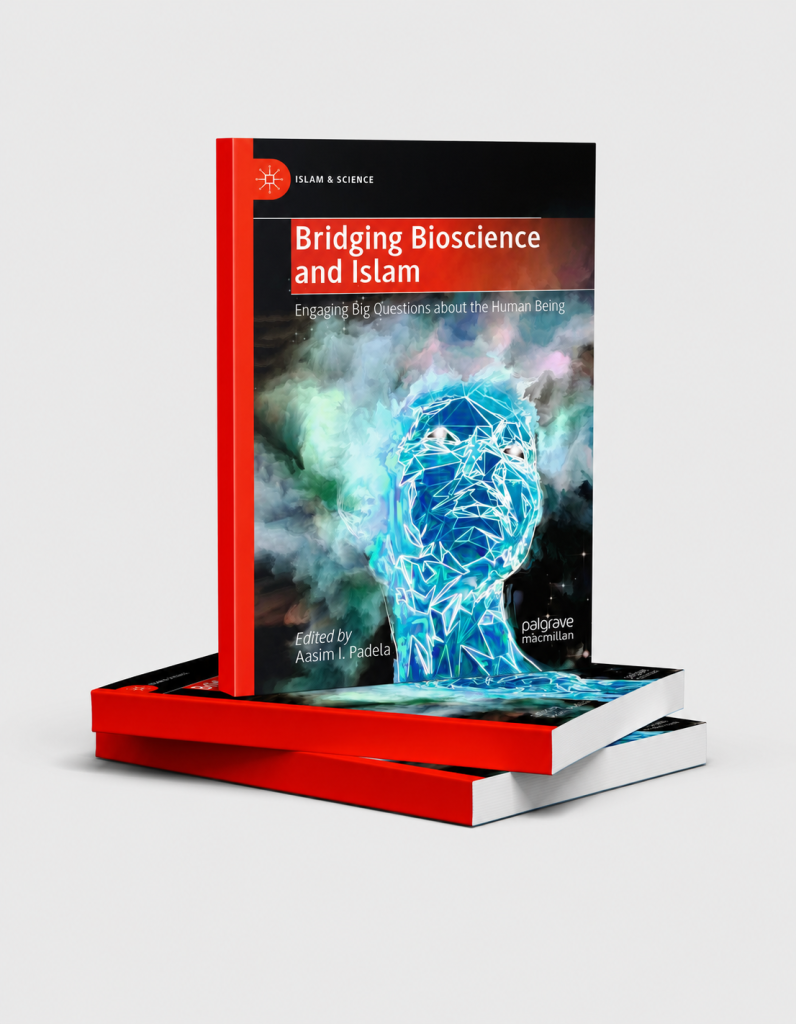 ISLAM & SCIENCE
Bridging Bioscience
and Islam
Engaging Big Questions about the Human Being
Edited by
Aasim I. Padela
palgrave
macmillan